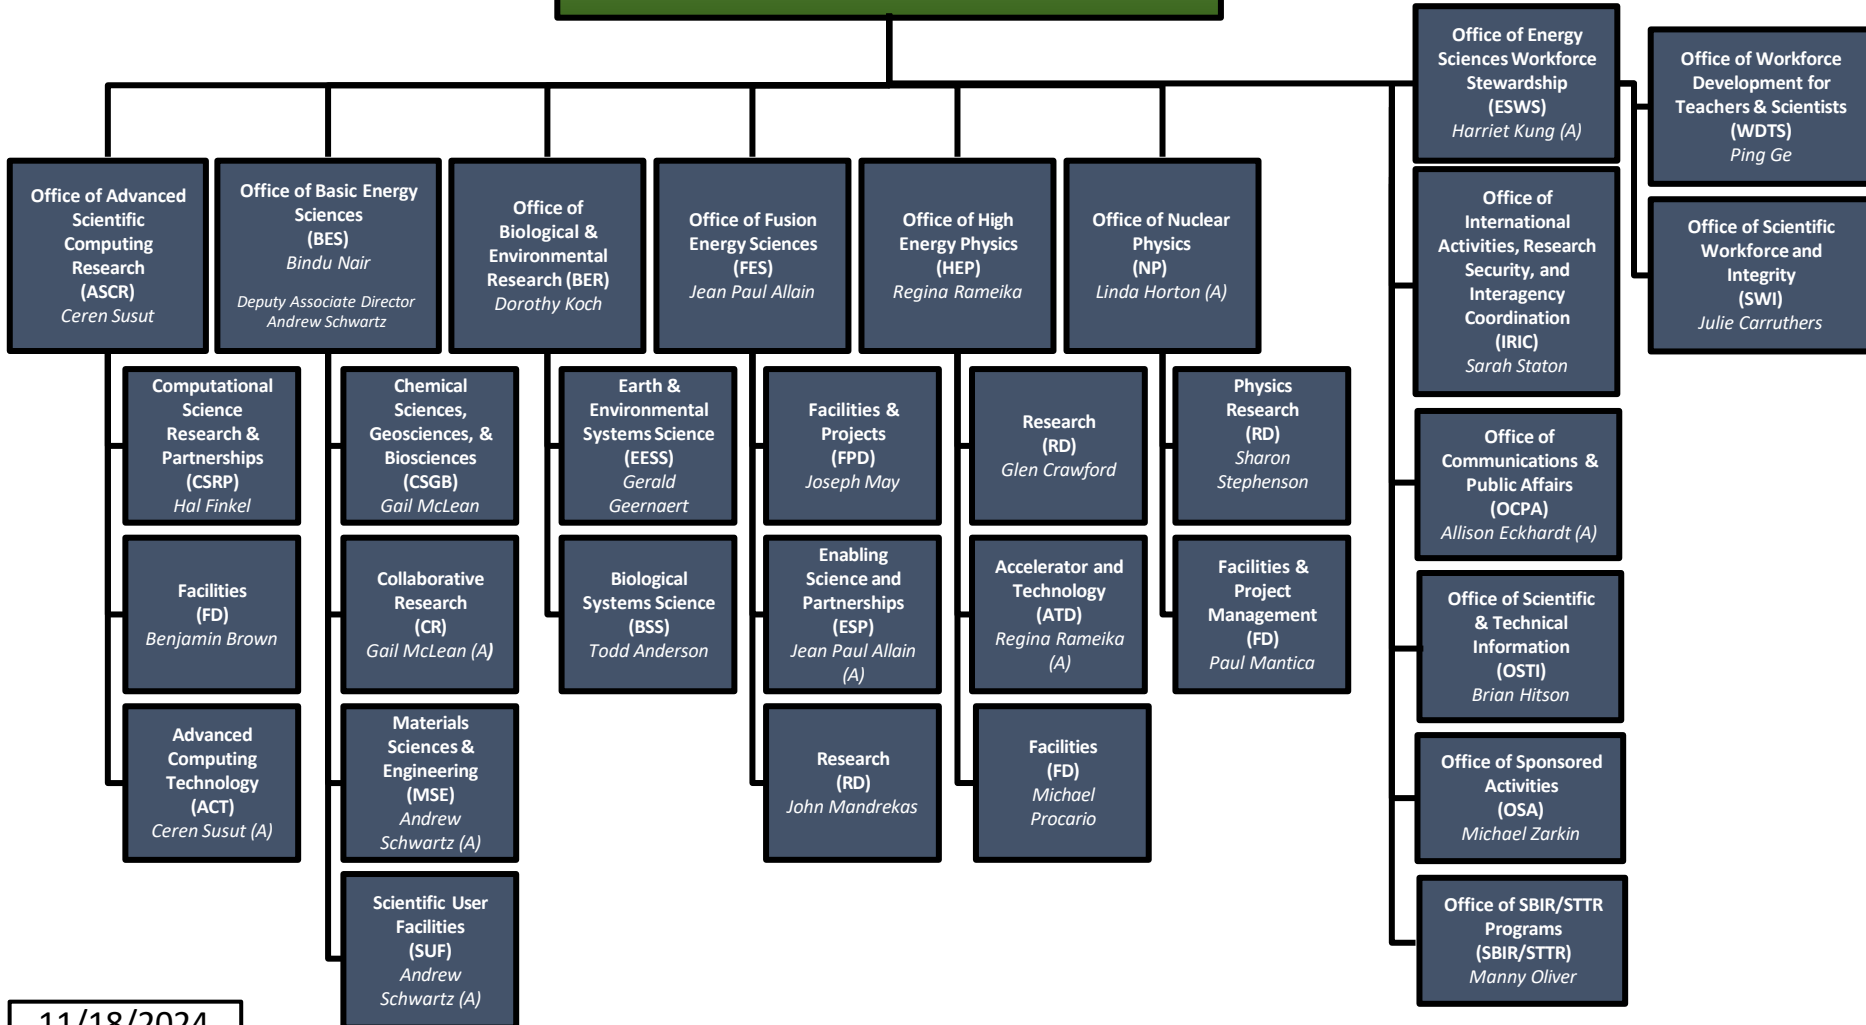 Office of Energy
Sciences Workforce
Stewardship
(ESWS)
Harriet Kung (A)
Office of Workforce
Development for
Teachers & Scientists
(WDTS)
Ping Ge
Office of Scientific
Workforce and
Integrity
(SWI)
Julie Carruthers
Office of Advanced
Scientific
Computing
Research
(ASCR)
Ceren Susut
Office of Basic Energy
Sciences
(BES)
Bindu Nair
Deputy Associate Director
Andrew Schwartz
Office of
Biological &
Environmental
Research (BER)
Dorothy Koch
Office of Fusion
Energy Sciences
(FES)
Jean Paul Allain
Office of High
Energy Physics
(HEP)
Regina Rameika
Office of Nuclear
Physics
(NP)
Linda Horton (A)
Office of
International
Activities, Research
Security, and
Interagency
Coordination
(IRIC)
Sarah Staton
Computational
Science
Research &
Partnerships
(CSRP)
Hal Finkel
Chemical
Sciences,
Geosciences, &
Biosciences
(CSGB)
Gail McLean
Earth &
Environmental
Systems Science
(EESS)
Gerald
Geernaert
Facilities &
Projects
(FPD)
Joseph May
Research
(RD)
Glen Crawford
Physics
Research
(RD)
Sharon
Stephenson
Office of
Communications &
Public Affairs
(OCPA)
Allison Eckhardt (A)
Facilities
(FD)
Benjamin Brown
Collaborative
Research
(CR)
Gail McLean (A)
Biological
Systems Science
(BSS)
Todd Anderson
Enabling
Science and
Partnerships
(ESP)
Jean Paul Allain
(A)
Accelerator and
Technology
(ATD)
Regina Rameika
(A)
Facilities &
Project
Management
(FD)
Paul Mantica
Office of Scientific
& Technical
Information
(OSTI)
Brian Hitson
Advanced
Computing
Technology
(ACT)
Ceren Susut (A)
Materials
Sciences &
Engineering
(MSE)
Andrew
Schwartz (A)
Research
(RD)
John Mandrekas
Facilities
(FD)
Michael
Procario
Office of Sponsored
Activities
(OSA)
Michael Zarkin
Scientific User
Facilities
(SUF)
Andrew
Schwartz (A)
Office of SBIR/STTR
Programs
(SBIR/STTR)
Manny Oliver
11/18/2024